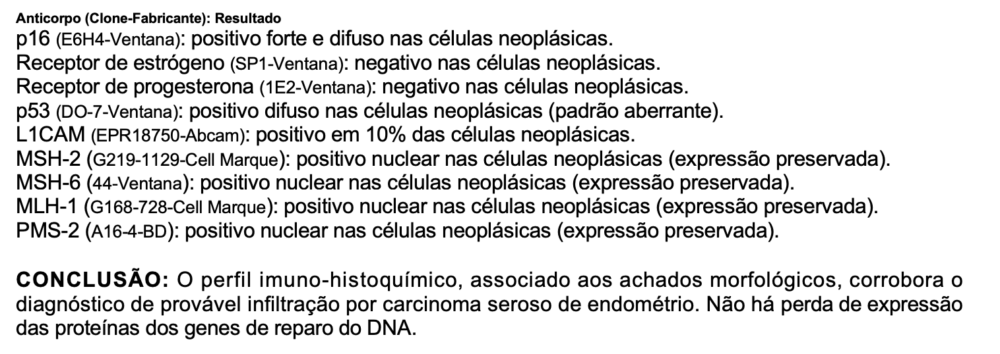 Anticorpo (Clone-Fabricante): Resultado
p16 (E6H4-Ventana): positivo forte e difuso nas células neoplásicas.
Receptor de estrógeno (SP1-Ventana): negativo nas células neoplásicas.
Receptor de progesterona (1E2-Ventana): negativo nas células neoplásicas.
p53 (DO-7-Ventana): positivo difuso nas células neoplásicas (padrão aberrante).
L1CAM (EPR18750-Abcam): positivo em 10% das células neoplásicas.
MSH-2 (G219-1129-Cell Marque): positivo nuclear nas células neoplásicas (expressão preservada).
MSH-6 (44-Ventana): positivo nuclear nas células neoplásicas (expressão preservada).
MLH-1 (G168-728-Cell Marque): positivo nuclear nas células neoplásicas (expressão preservada).
PMS-2 (A16-4-BD): positivo nuclear nas células neoplásicas (expressão preservada).
CONCLUSÃO: O perfil imuno-histoquímico, associado aos achados morfológicos, corrobora o
diagnóstico de provável infiltração por carcinoma seroso de endométrio. Não há perda de expressão
das proteínas dos genes de reparo do DNA.